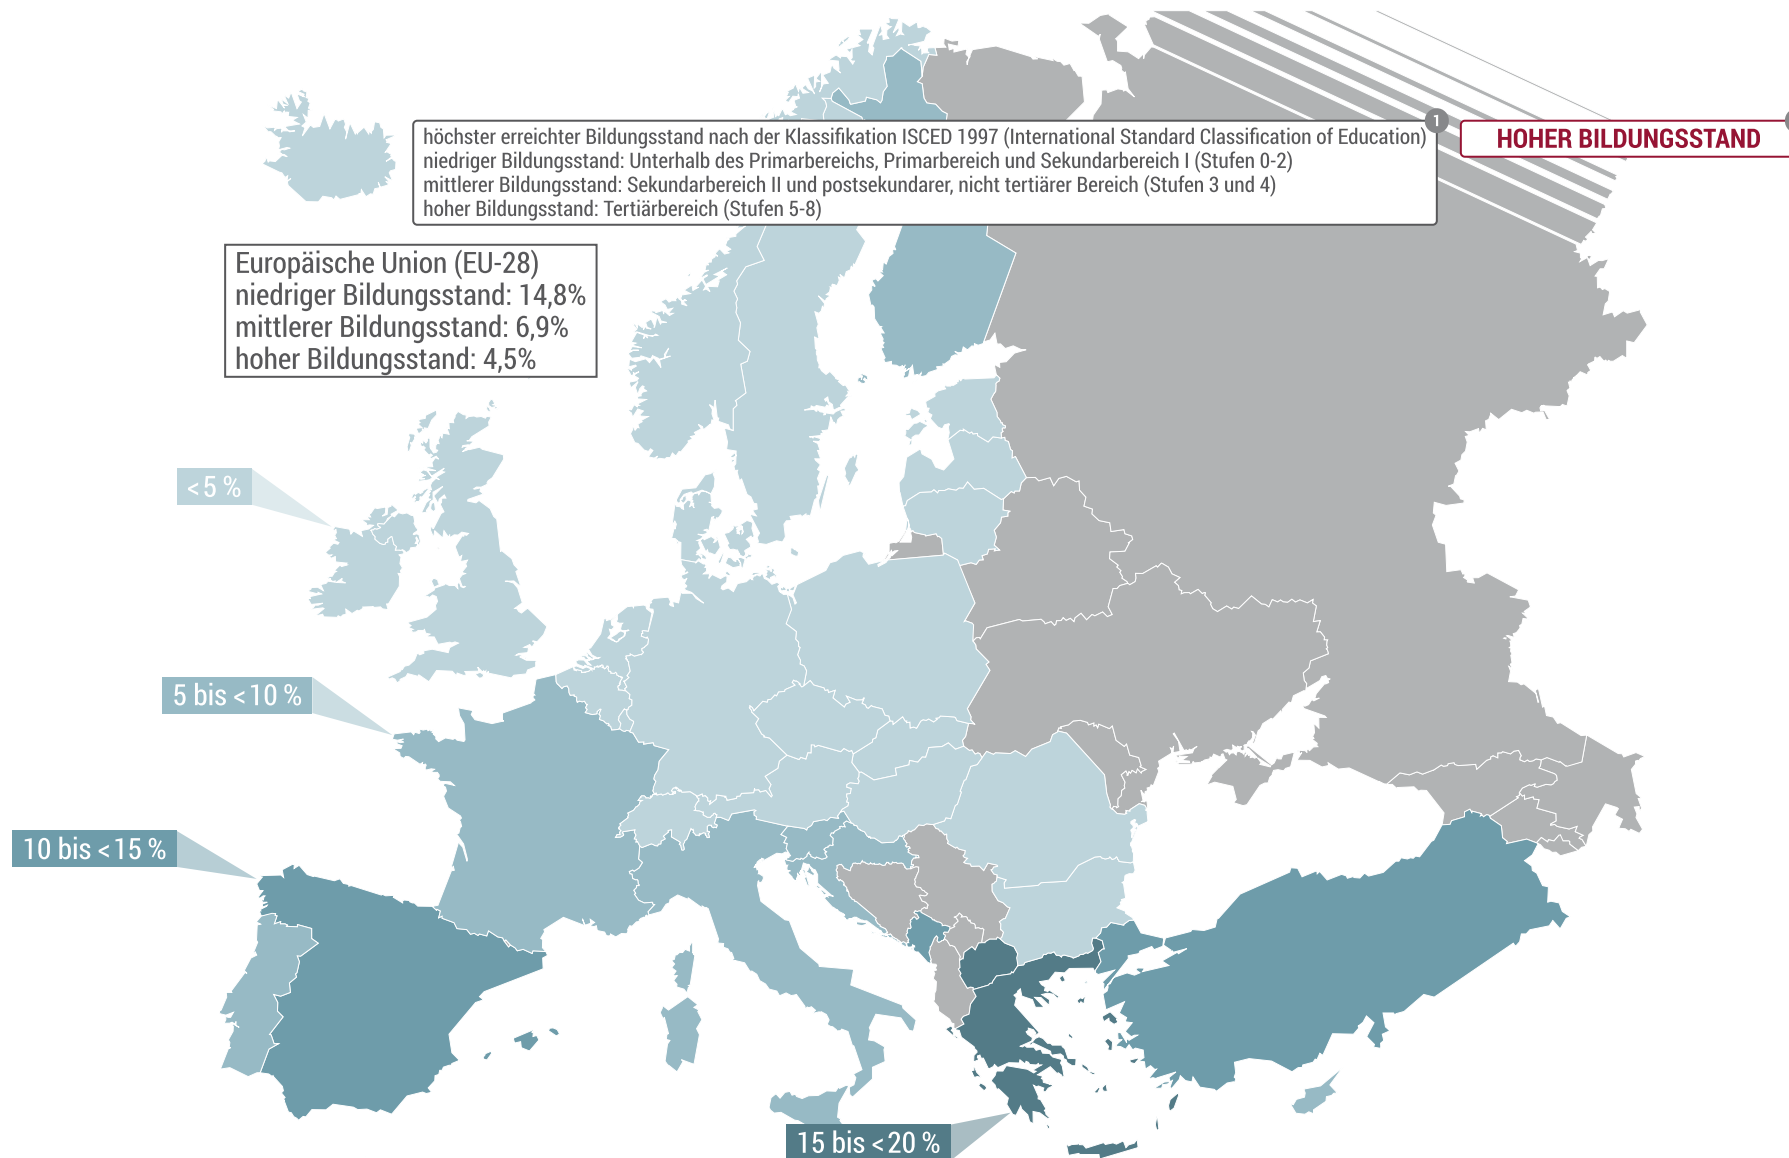 höchster erreichter Bildungsstand nach der Klassifikation ISCED 1997 (International Standard Classification of Education)
niedriger Bildungsstand: Unterhalb des Primarbereichs, Primarbereich und Sekundarbereich I (Stufen 0-2)
mittlerer Bildungsstand: Sekundarbereich II und postsekundarer, nicht tertiärer Bereich (Stufen 3 und 4)
hoher Bildungsstand: Tertiärbereich (Stufen 5-8)
1
HOHER BILDUNGSSTAND
Europäische Union (EU-28)
niedriger Bildungsstand: 14,8%
mittlerer Bildungsstand: 6,9%
hoher Bildungsstand: 4,5%
<5 %
5 bis <10 %
10 bis <15 %
15 bis <20 %